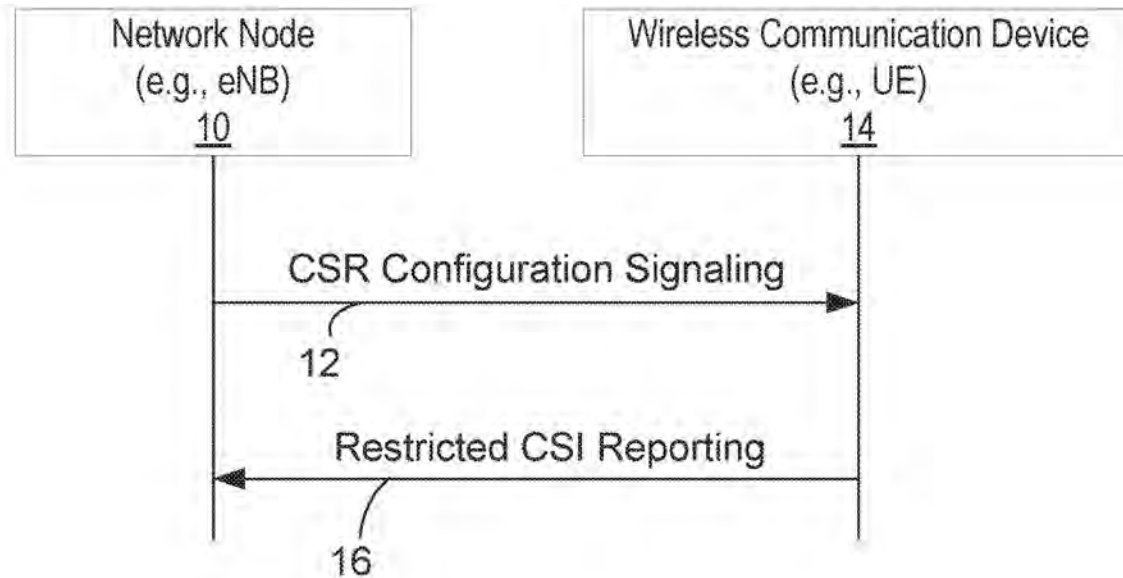 Network Node
(e.g., eNB)
10
Wireless Communication Device
(e.g., UE)
14
CSR Configuration Signaling
12
Restricted CSI Reporting
16